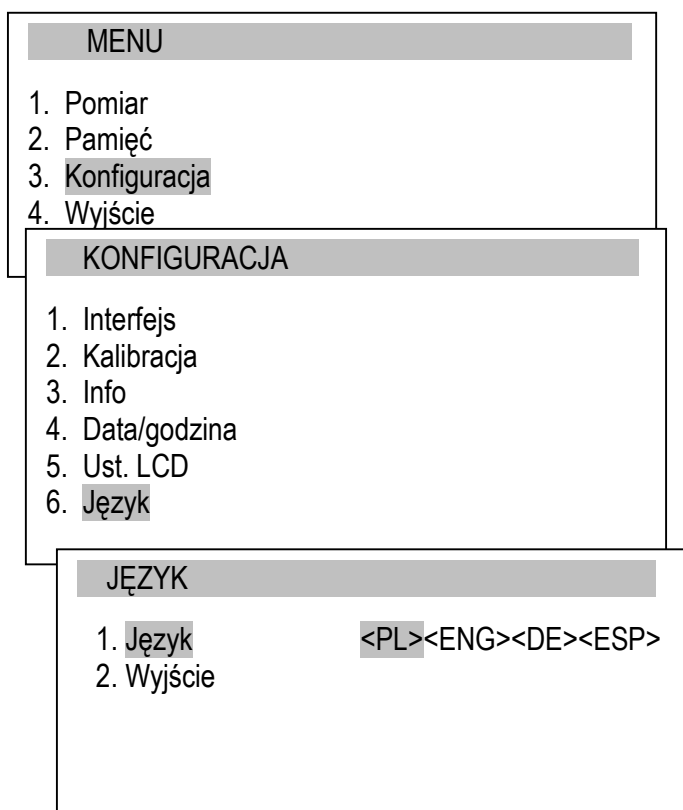 MENU
1. Pomiar
2. Pamięć
3. Konfiguracja
4. Wyjście
KONFIGURACJA
1. Interfejs
2. Kalibracja
3. Info
4. Data/godzina
5. Ust. LCD
6. Język
JĘZYK
1. Język <PL><ENG><DE><ESP>
2. Wyjście